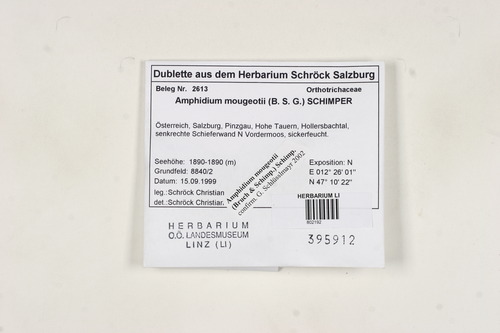 Dublette aus dem Herbarium Schröck Salzburg
Beleg Nr. 2613 Orthotrichaceae
Amphidium mougeotii (B. S. G.) SCHIMPER
Österreich, Salzburg, Pinzgau, Hohe Tauern, Hollersbachtal,
senkrechte Schieferwand N Vordermoos, sickerfeucht.
Seehöhe: 1890-1890 (m) Exposition: N
Grundfeld: 8840/2 E 012° 26' 01"
Datum: 15.09.1999 N 47° 10' 22"
leg.: Schröck Christian
det.: Schröck Christian
Amphidium mougeotii
(Bruch & Schimp.) Schimp.
confirm. G. Schlüsslmayr 2002
HERBARIUM LI
802192
HERBARIUM
O.Ö. LANDESMUSEUM
LINZ (LI)
395912